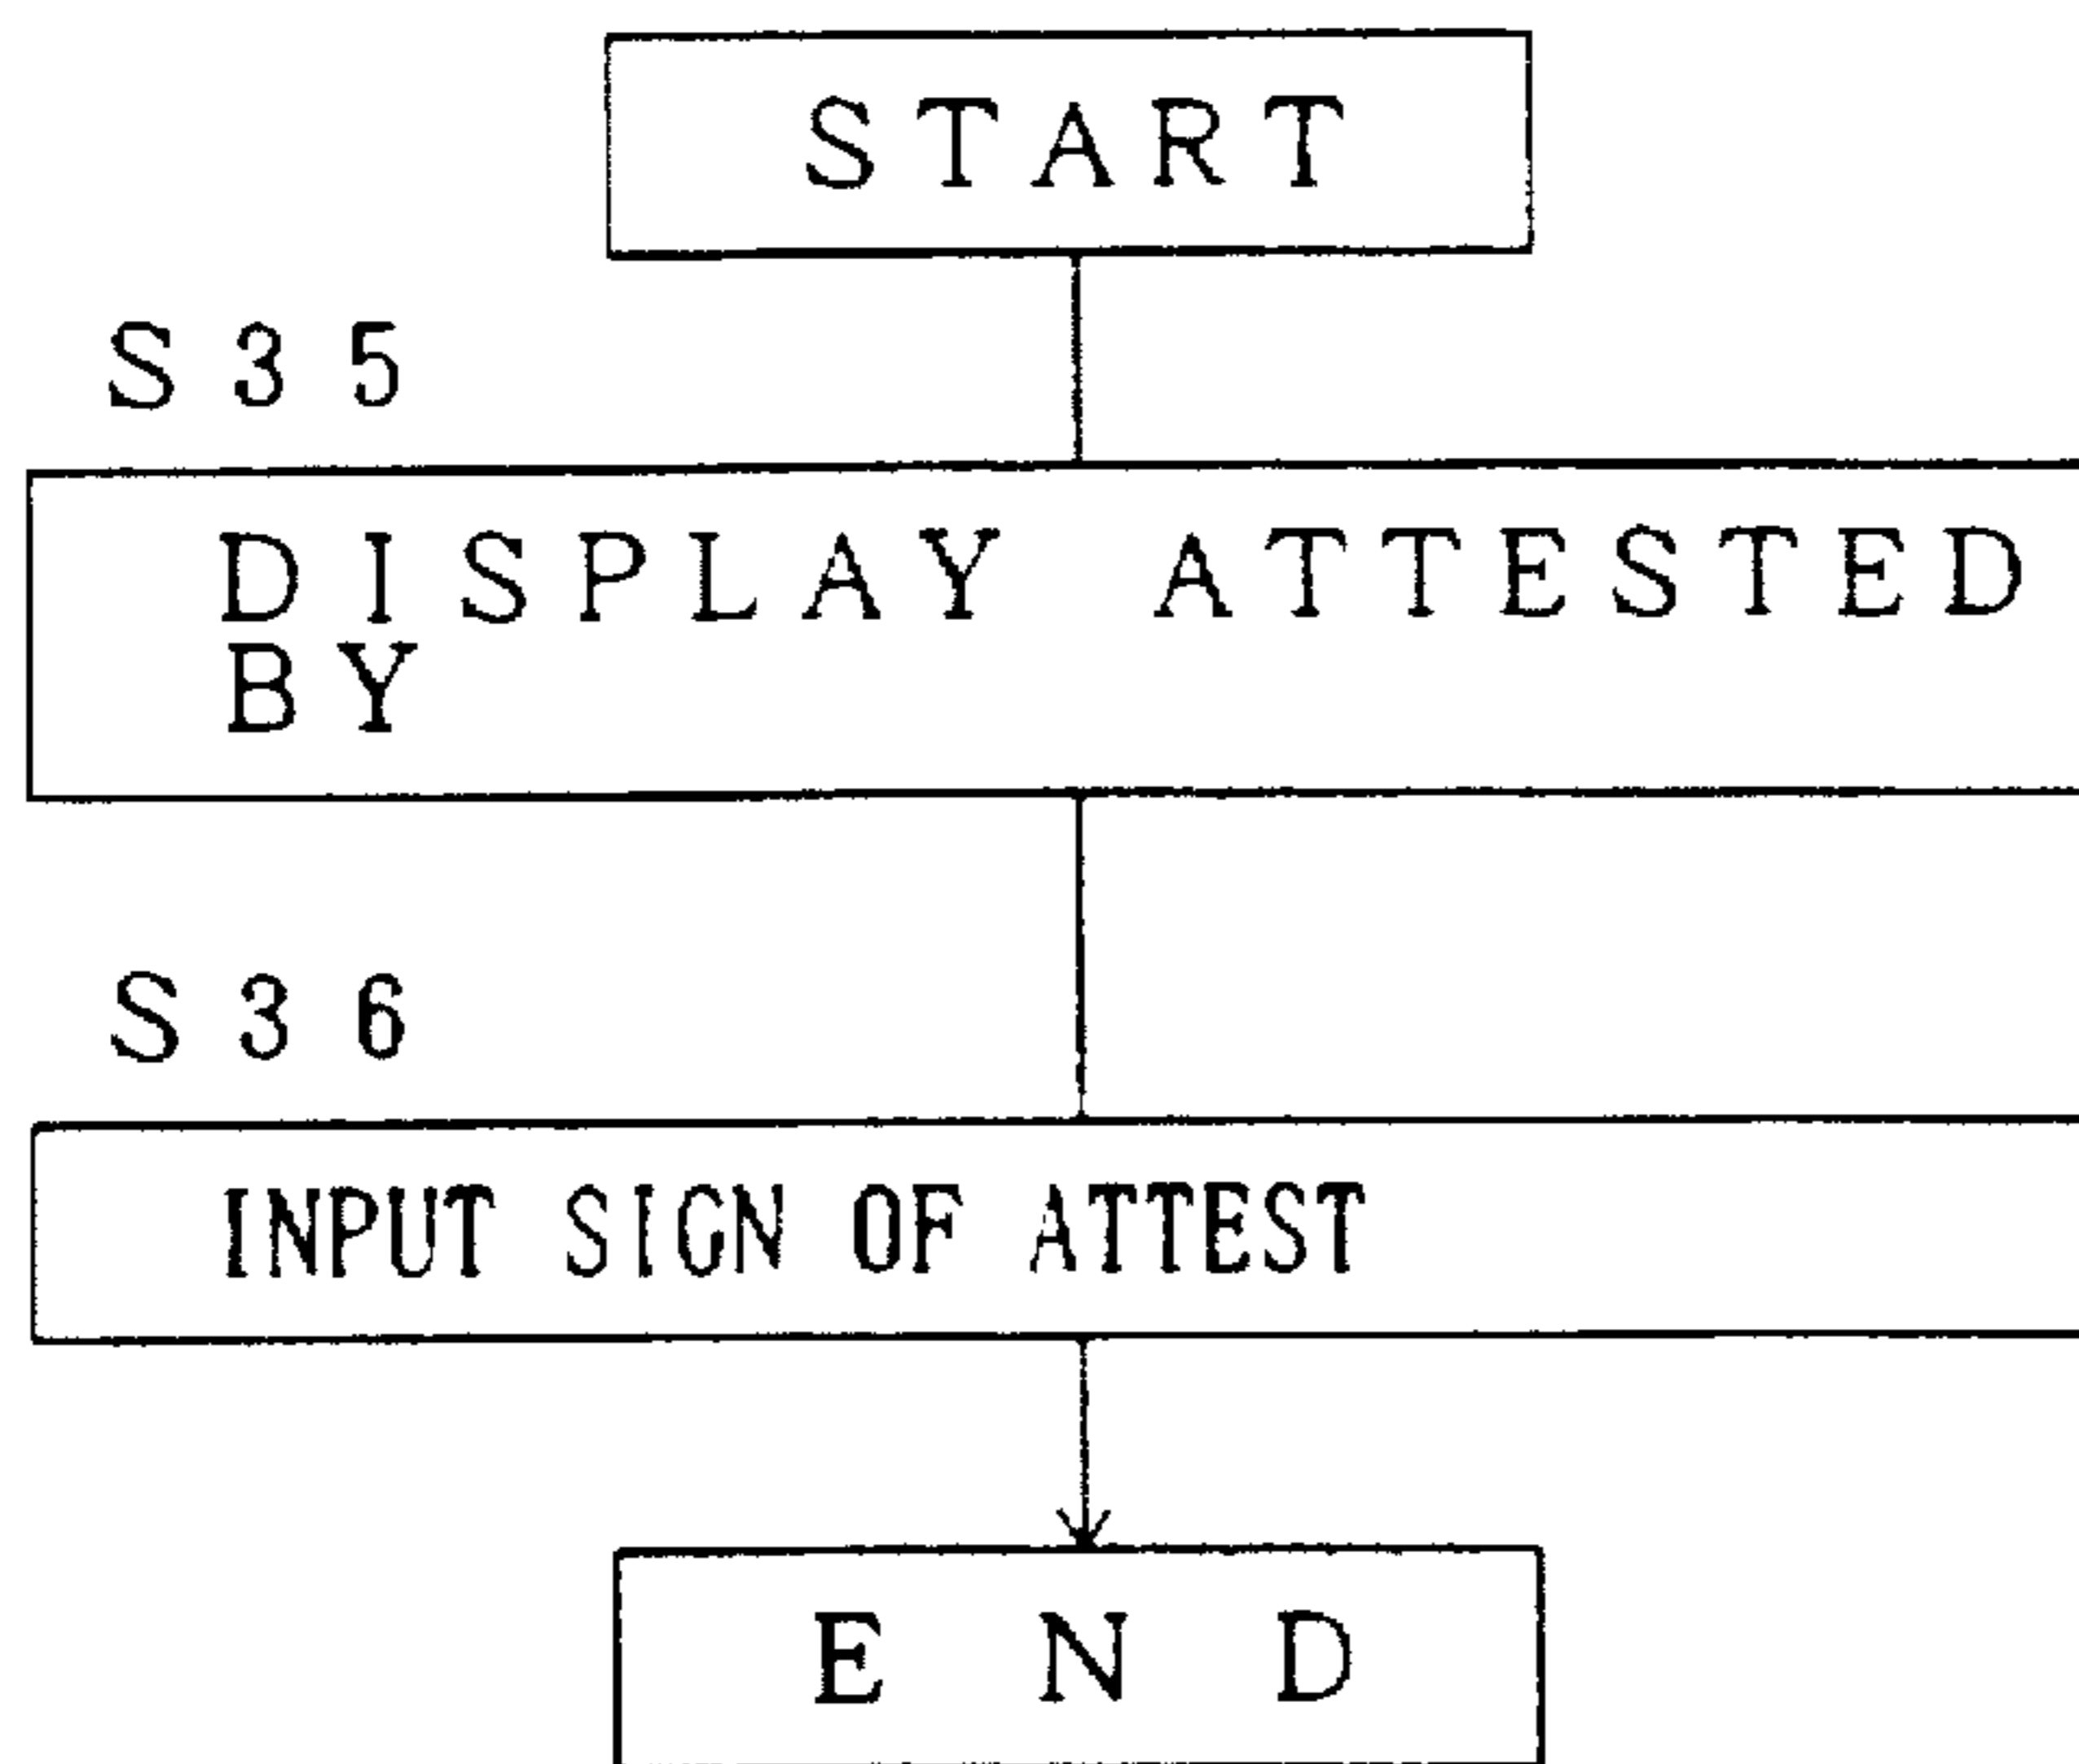 START
S35
DISPLAY ATTESTED
BY
S36
INPUT SIGN OF ATTEST
END